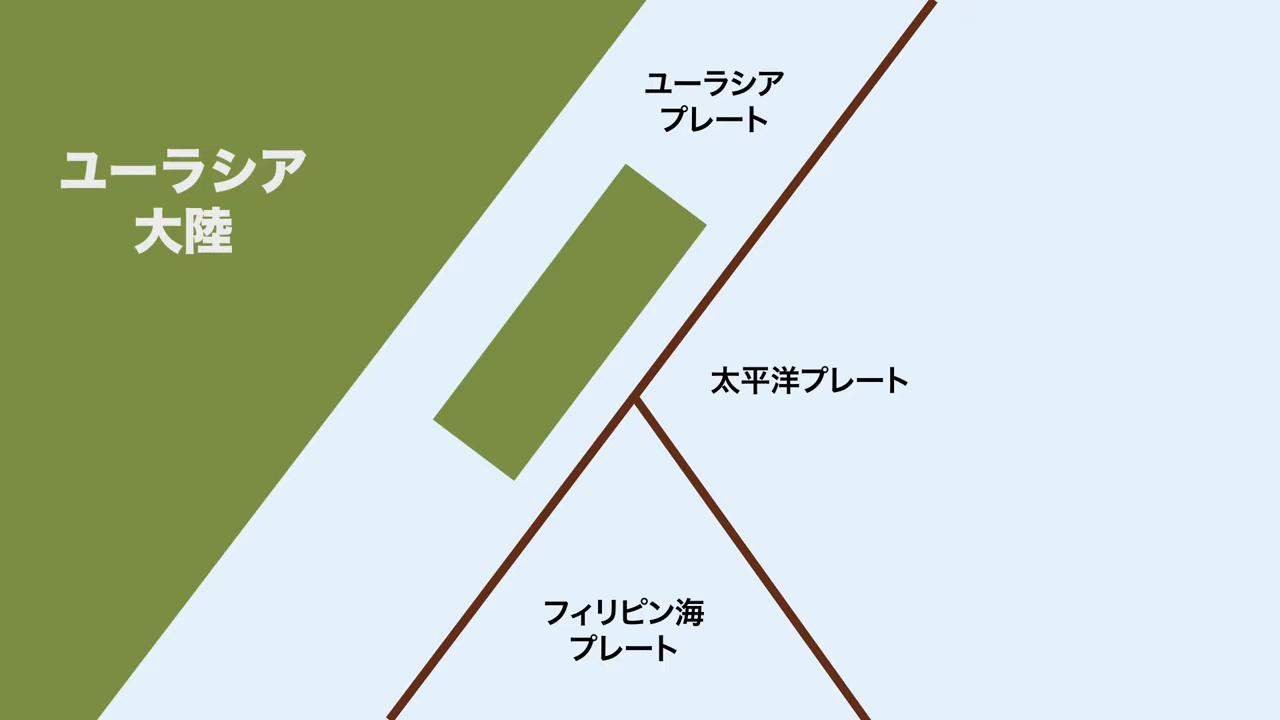 ユーラシア
プレート
ユーラシア
大陸
太平洋プレート
フィリピン海
プレート